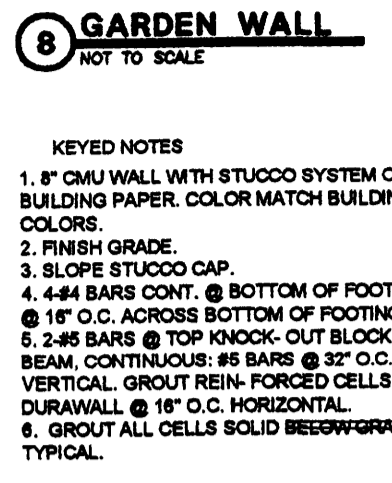 8 GARDEN WALL
NOT TO SCALE
KEYED NOTES
1. 8" CMU WALL WITH STUCCO SYSTEM
BUILDING PAPER. COLOR MATCH
COLORS.
2. FINISH GRADE.
3. SLOPE STUCCO CAP.
4. 4-#4 BARS CONT. @ BOTTOM OF
@ 16" O.C. ACROSS BOTTOM OF
5. 2-#5 BARS @ TOP KNOCK- OUT BLOCK
BEAM, CONTINUOUS: #5 BARS @ 32" O.C.
VERTICAL. GROUT REIN- FORCED CELLS
DURAWALL @ 16" O.C. HORIZONTAL.
6. GROUT ALL CELLS SOLID BELOW
TYPICAL.